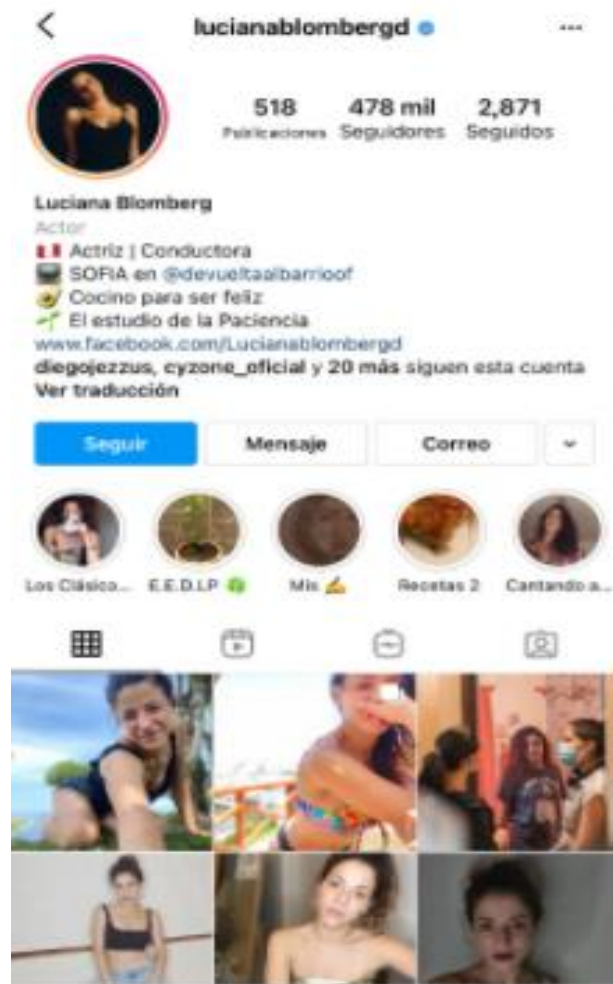 lucianablombergd
518 478 mil 2,871
Publicaciones Seguidores Seguidos
Luciana Blomberg
Actor
🇵🇪 Actriz | Conductora
SOFIA en @devueltaalbarriof
🥑 Cocino para ser feliz
🌱 El estudio de la Paciencia
www.facebook.com/Lucianablombergd
diegojezzus, cyzone_oficial y 20 más siguen esta cuenta
Ver traducción
Seguir Mensaje Correo
Los Clásico... E.E.D.LP Mis ✍️ Recetas 2 Cantando a...